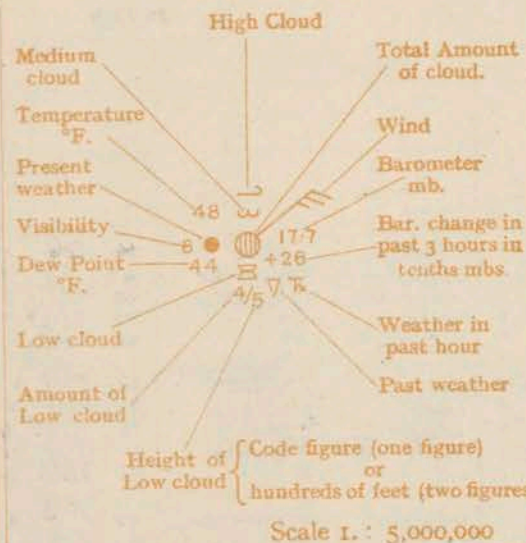 High Cloud
Medium cloud
Total Amount of cloud.
Temperature °F.
Wind
Present weather
Barometer mb.
48
Visibility
6
17.7
Bar. change in past 3 hours in tenths mbs.
Dew Point °F.
44
+26
4/5
Low cloud
Weather in past hour
Amount of Low cloud
Past weather
Height of Low cloud
Code figure (one figure)
or
hundreds of feet (two figures
Scale 1. : 5,000,000